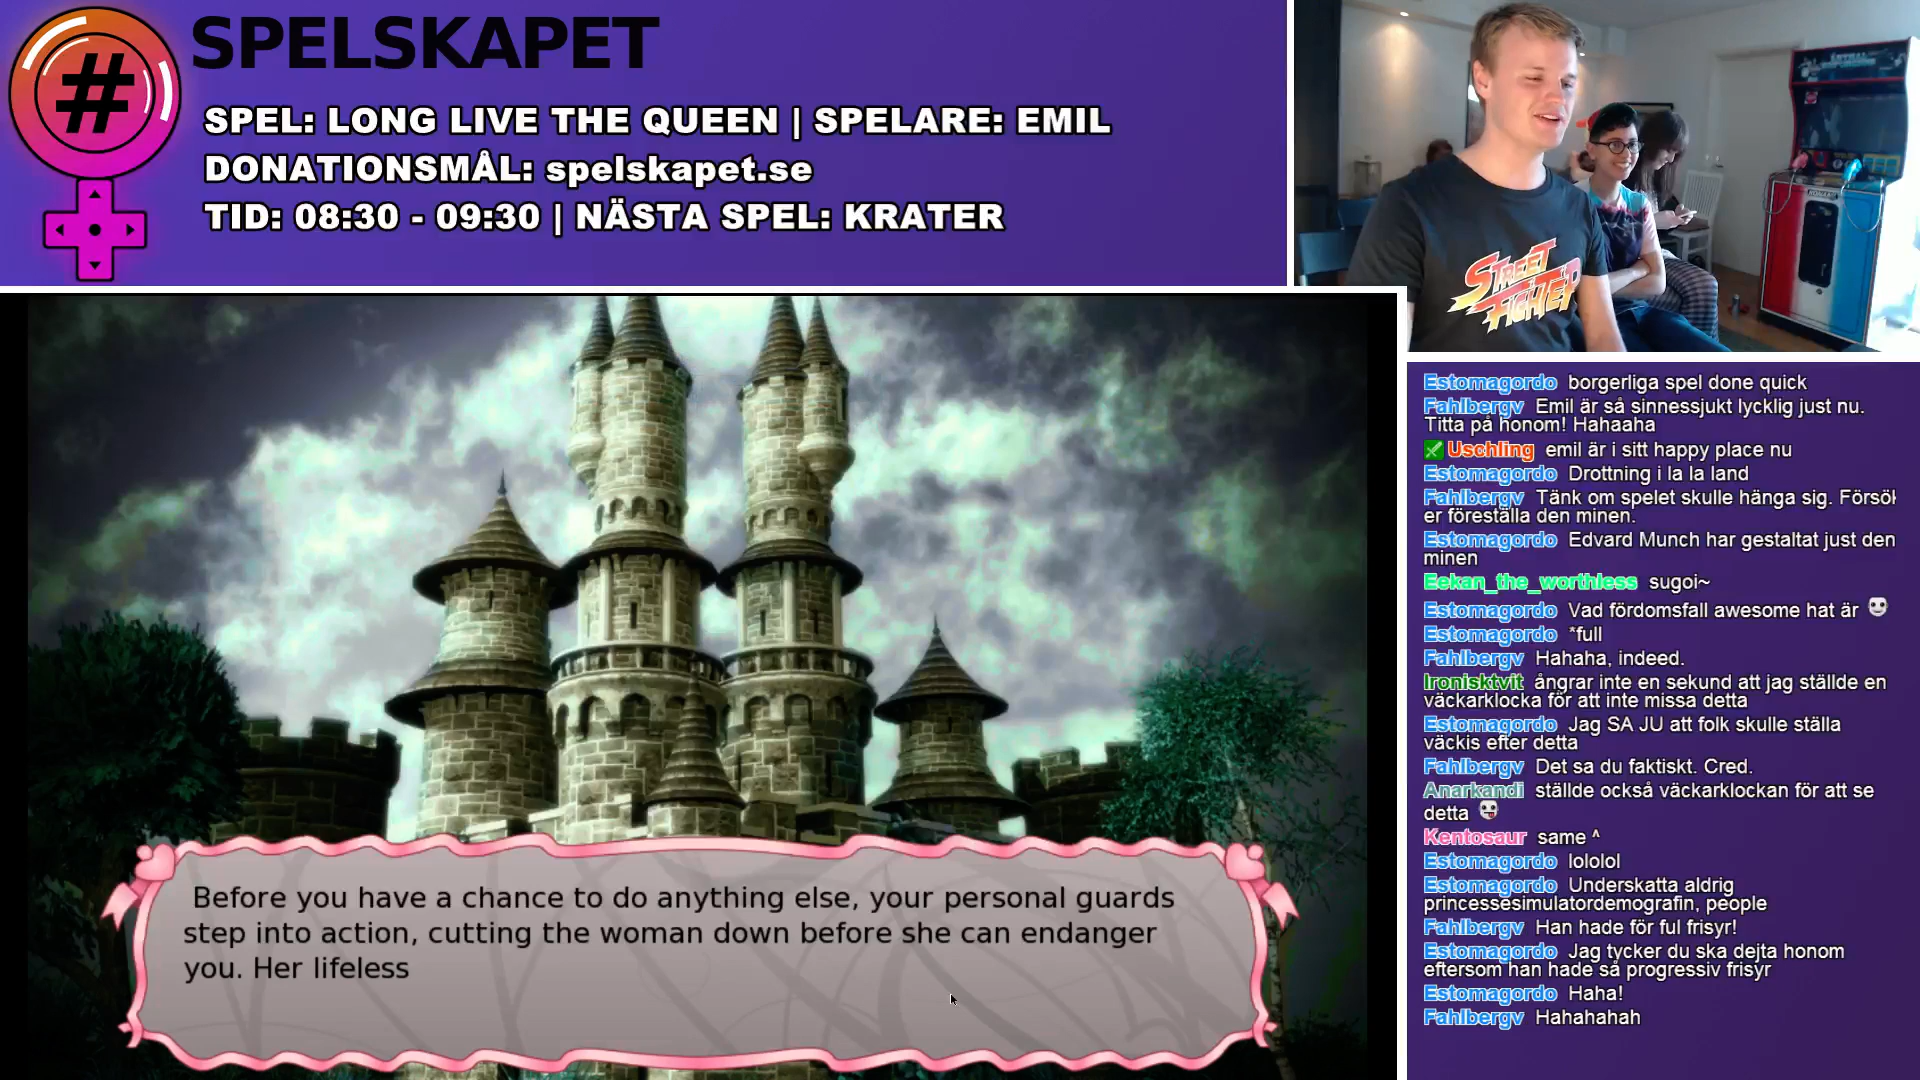 #
SPELSKAPET
SPEL: LONG LIVE THE QUEEN | SPELARE: EMIL
DONATIONSMÅL: spelskapet.se
TID: 08:30 - 09:30 | NÄSTA SPEL: KRATER
STREET
FIGHTER
KONAMI
Before you have a chance to do anything else, your personal guards
step into action, cutting the woman down before she can endanger
you. Her lifeless
Estomagordo borgerliga spel done quick
Fahlbergv Emil är så sinnessjukt lycklig just nu.
Titta på honom! Hahaaha
Uschling emil är i sitt happy place nu
Estomagordo Drottning i la la land
Fahlbergv Tänk om spelet skulle hänga sig. Försök
er föreställa den minen.
Estomagordo Edvard Munch har gestaltat just den
minen
Eekan_the_worthless sugoi~
Estomagordo Vad fördomsfall awesome hat är
Estomagordo *full
Fahlbergv Hahaha, indeed.
Ironisktvit ångrar inte en sekund att jag ställde en
väckarklocka för att inte missa detta
Estomagordo Jag SA JU att folk skulle ställa
väckis efter detta
Fahlbergv Det sa du faktiskt. Cred.
Anarkandi ställde också väckarklockan för att se
detta
Kentosaur same ^
Estomagordo lololol
Estomagordo Underskatta aldrig
princessesimulatordemografin, people
Fahlbergv Han hade för ful frisyr!
Estomagordo Jag tycker du ska dejta honom
eftersom han hade så progressiv frisyr
Estomagordo Haha!
Fahlbergv Hahahahah